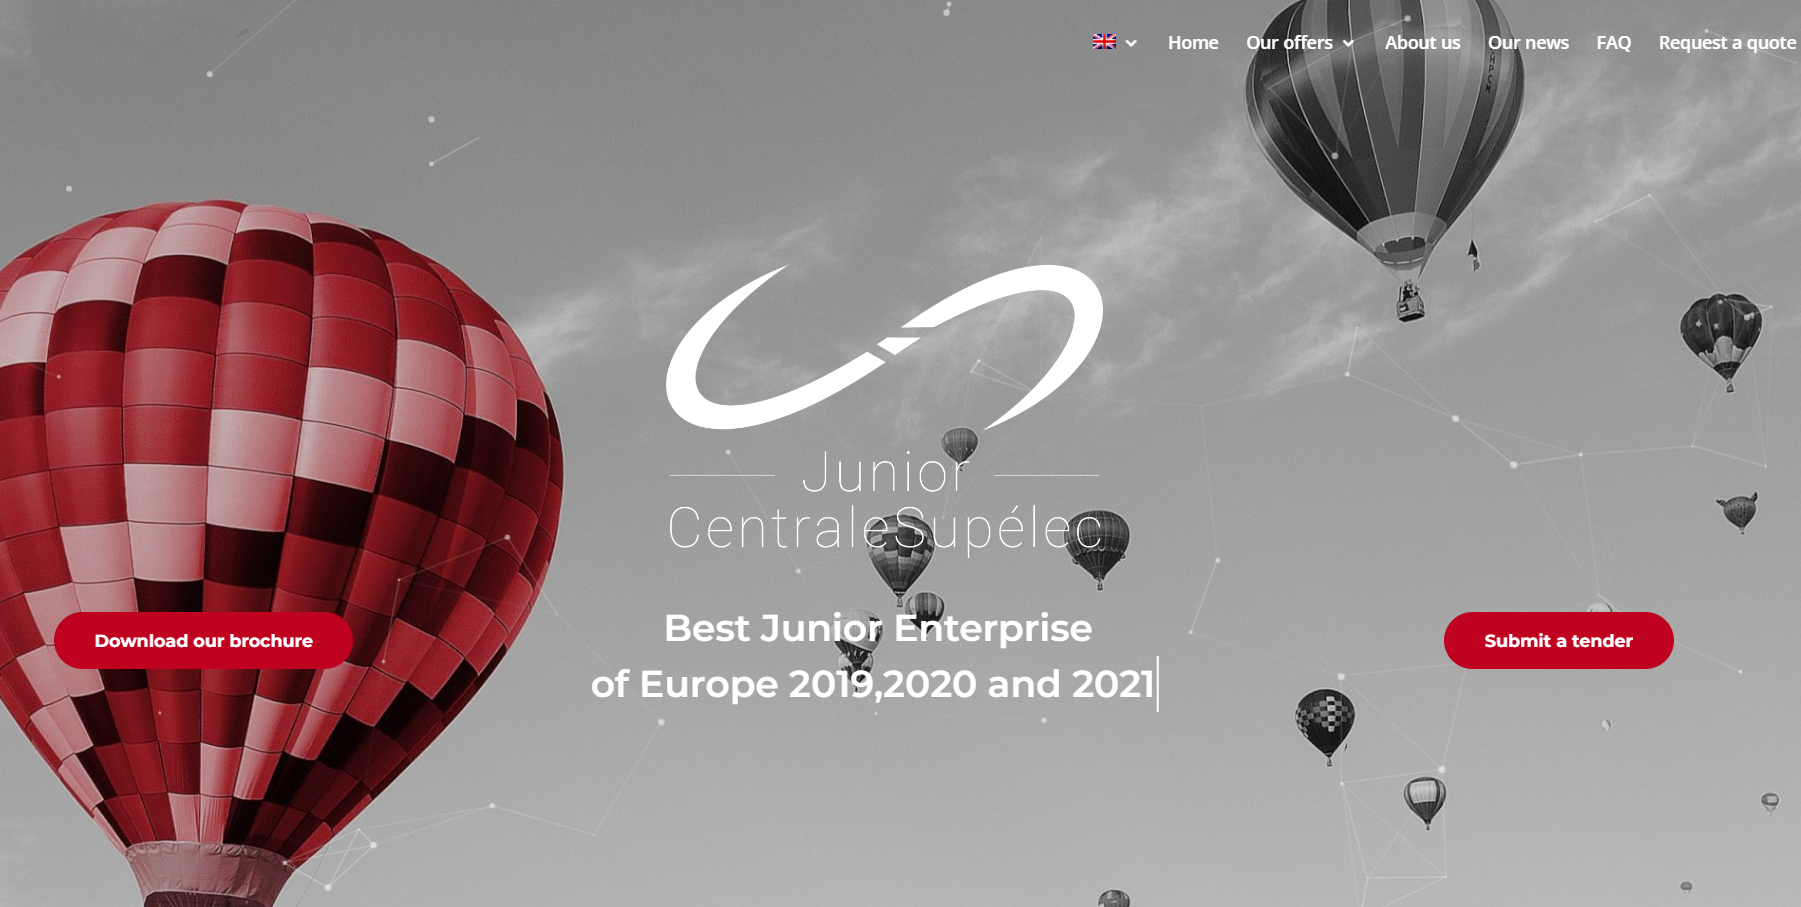 Home Our offers About us Our news FAQ Request a quote
Junior
CentraleSupélec
Best Junior Enterprise
of Europe 2019,2020 and 2021
Download our brochure
Submit a tender